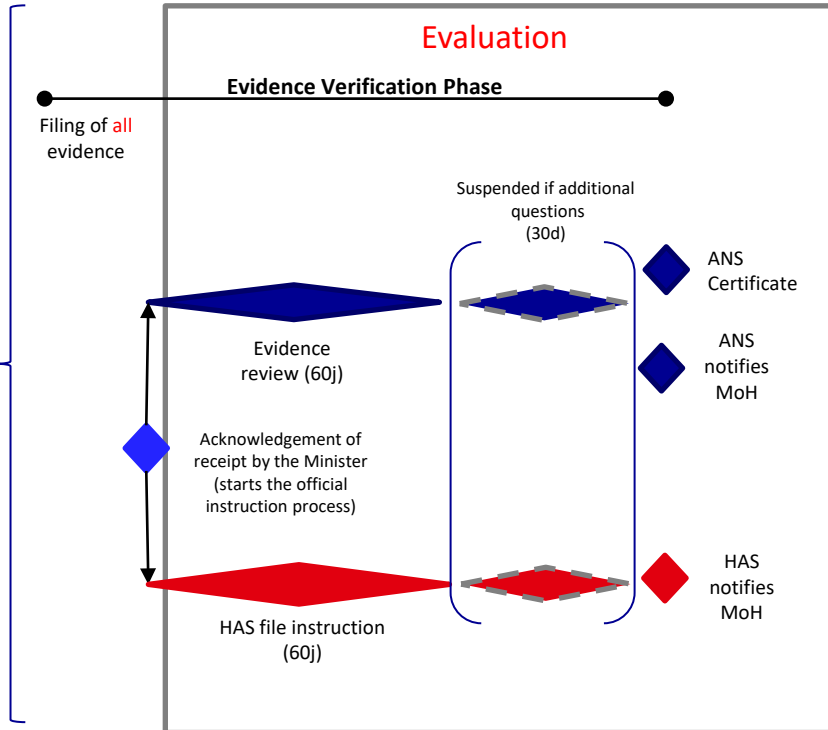 Evaluation
Evidence Verification Phase
Filing of all
evidence
Suspended if additional
questions
(30d)
ANS
Certificate
Evidence
review (60j)
ANS
notifies
MoH
Acknowledgement of
receipt by the Minister
(starts the official
instruction process)
HAS file instruction
(60j)
HAS
notifies
MoH